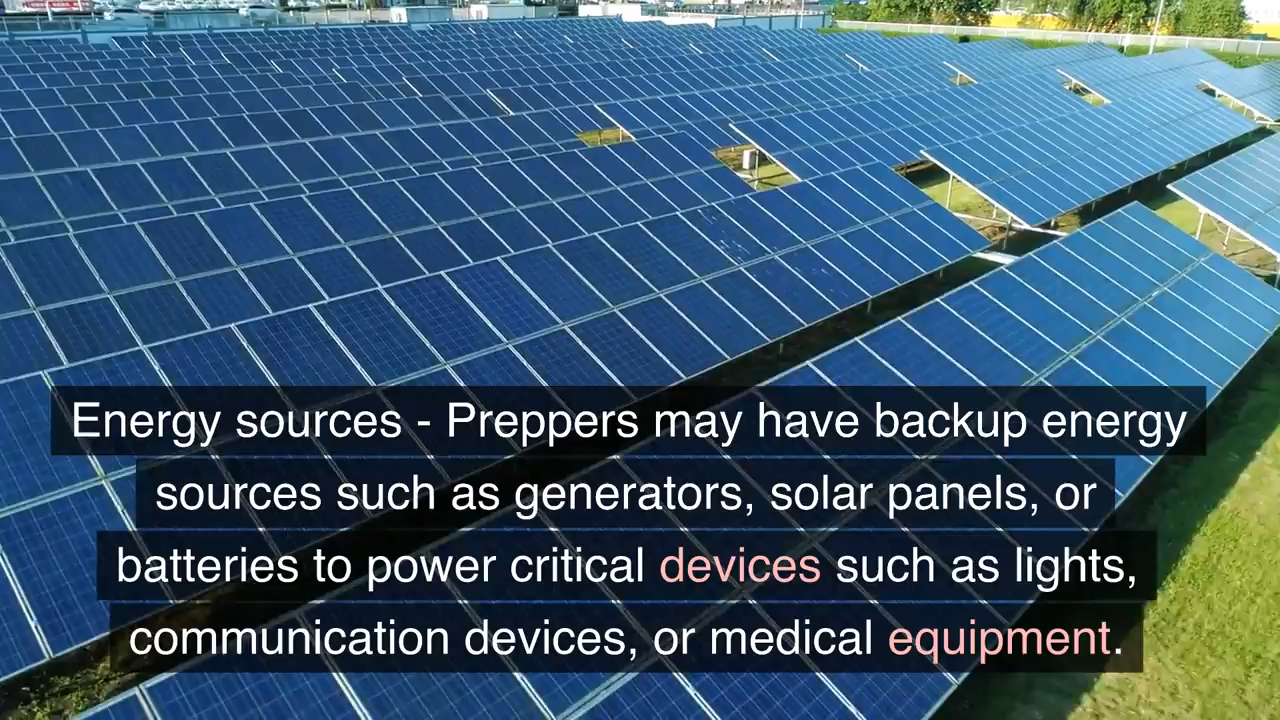 Energy sources - Preppers may have backup energy
sources such as generators, solar panels, or
batteries to power critical devices such as lights,
communication devices, or medical equipment.